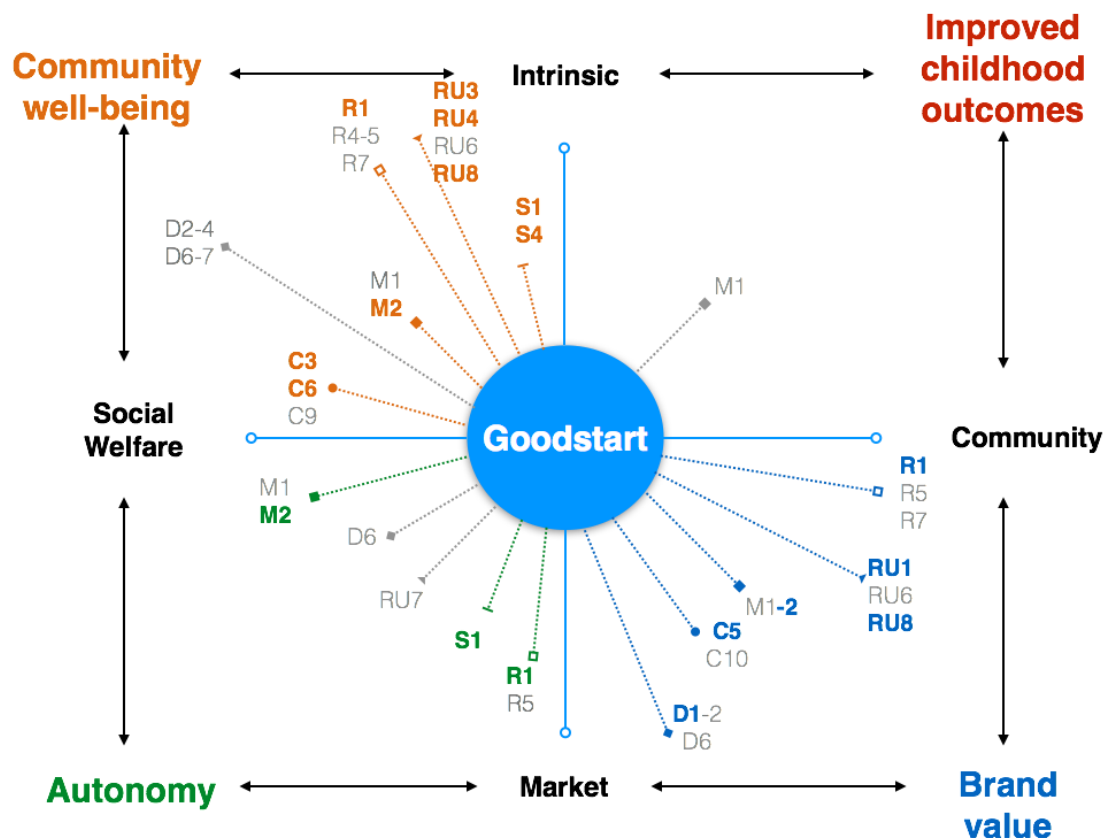 Community
well-being
Intrinsic
Improved
childhood
outcomes
R1
R4-5
R7
RU3
RU4
RU6
RU8
S1
S4
D2-4
D6-7
M1
M2
M1
C3
C6
C9
Social
Welfare
Goodstart
Community
R1
R5
R7
M1
M2
D6
RU7
S1
R1
R5
RU1
RU6
RU8
M1-2
C5
C10
D1-2
D6
Autonomy
Market
Brand
value